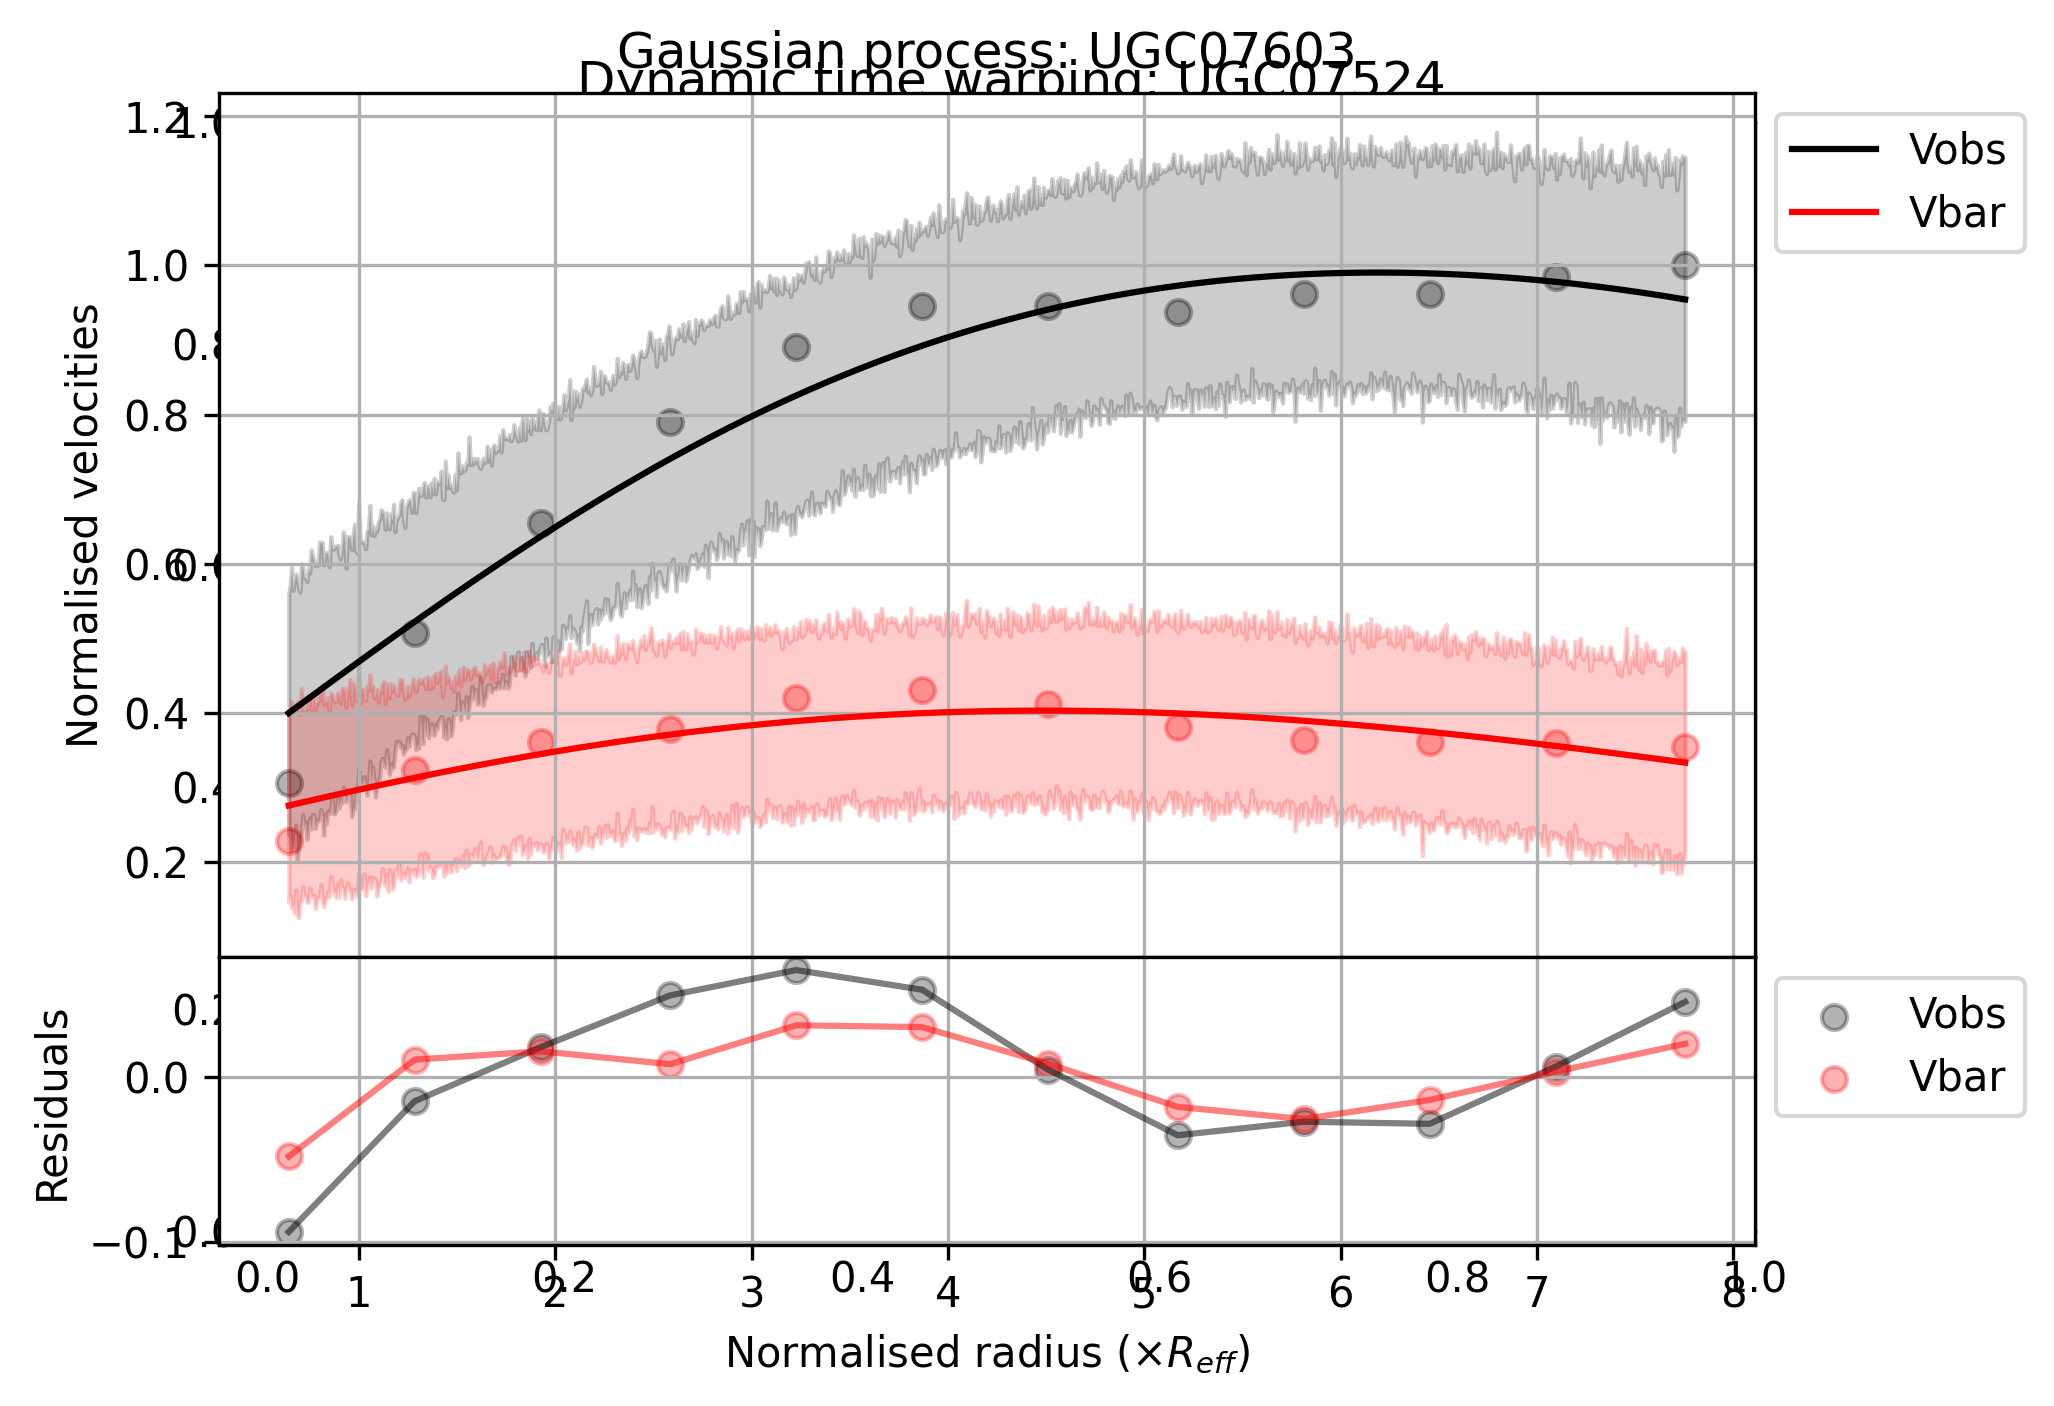 Gaussian process: UGC07603
Dynamic time warping: UGC07524
Normalised velocities
1.2
1.0
0.8
0.6
0.4
0.2
Vobs
Vbar
Residuals
0.0
−0.1
Vobs
Vbar
0.0 0.2 0.4 0.6 0.8 1.0
1 2 3 4 5 6 7 8
Normalised radius (×R_eff)